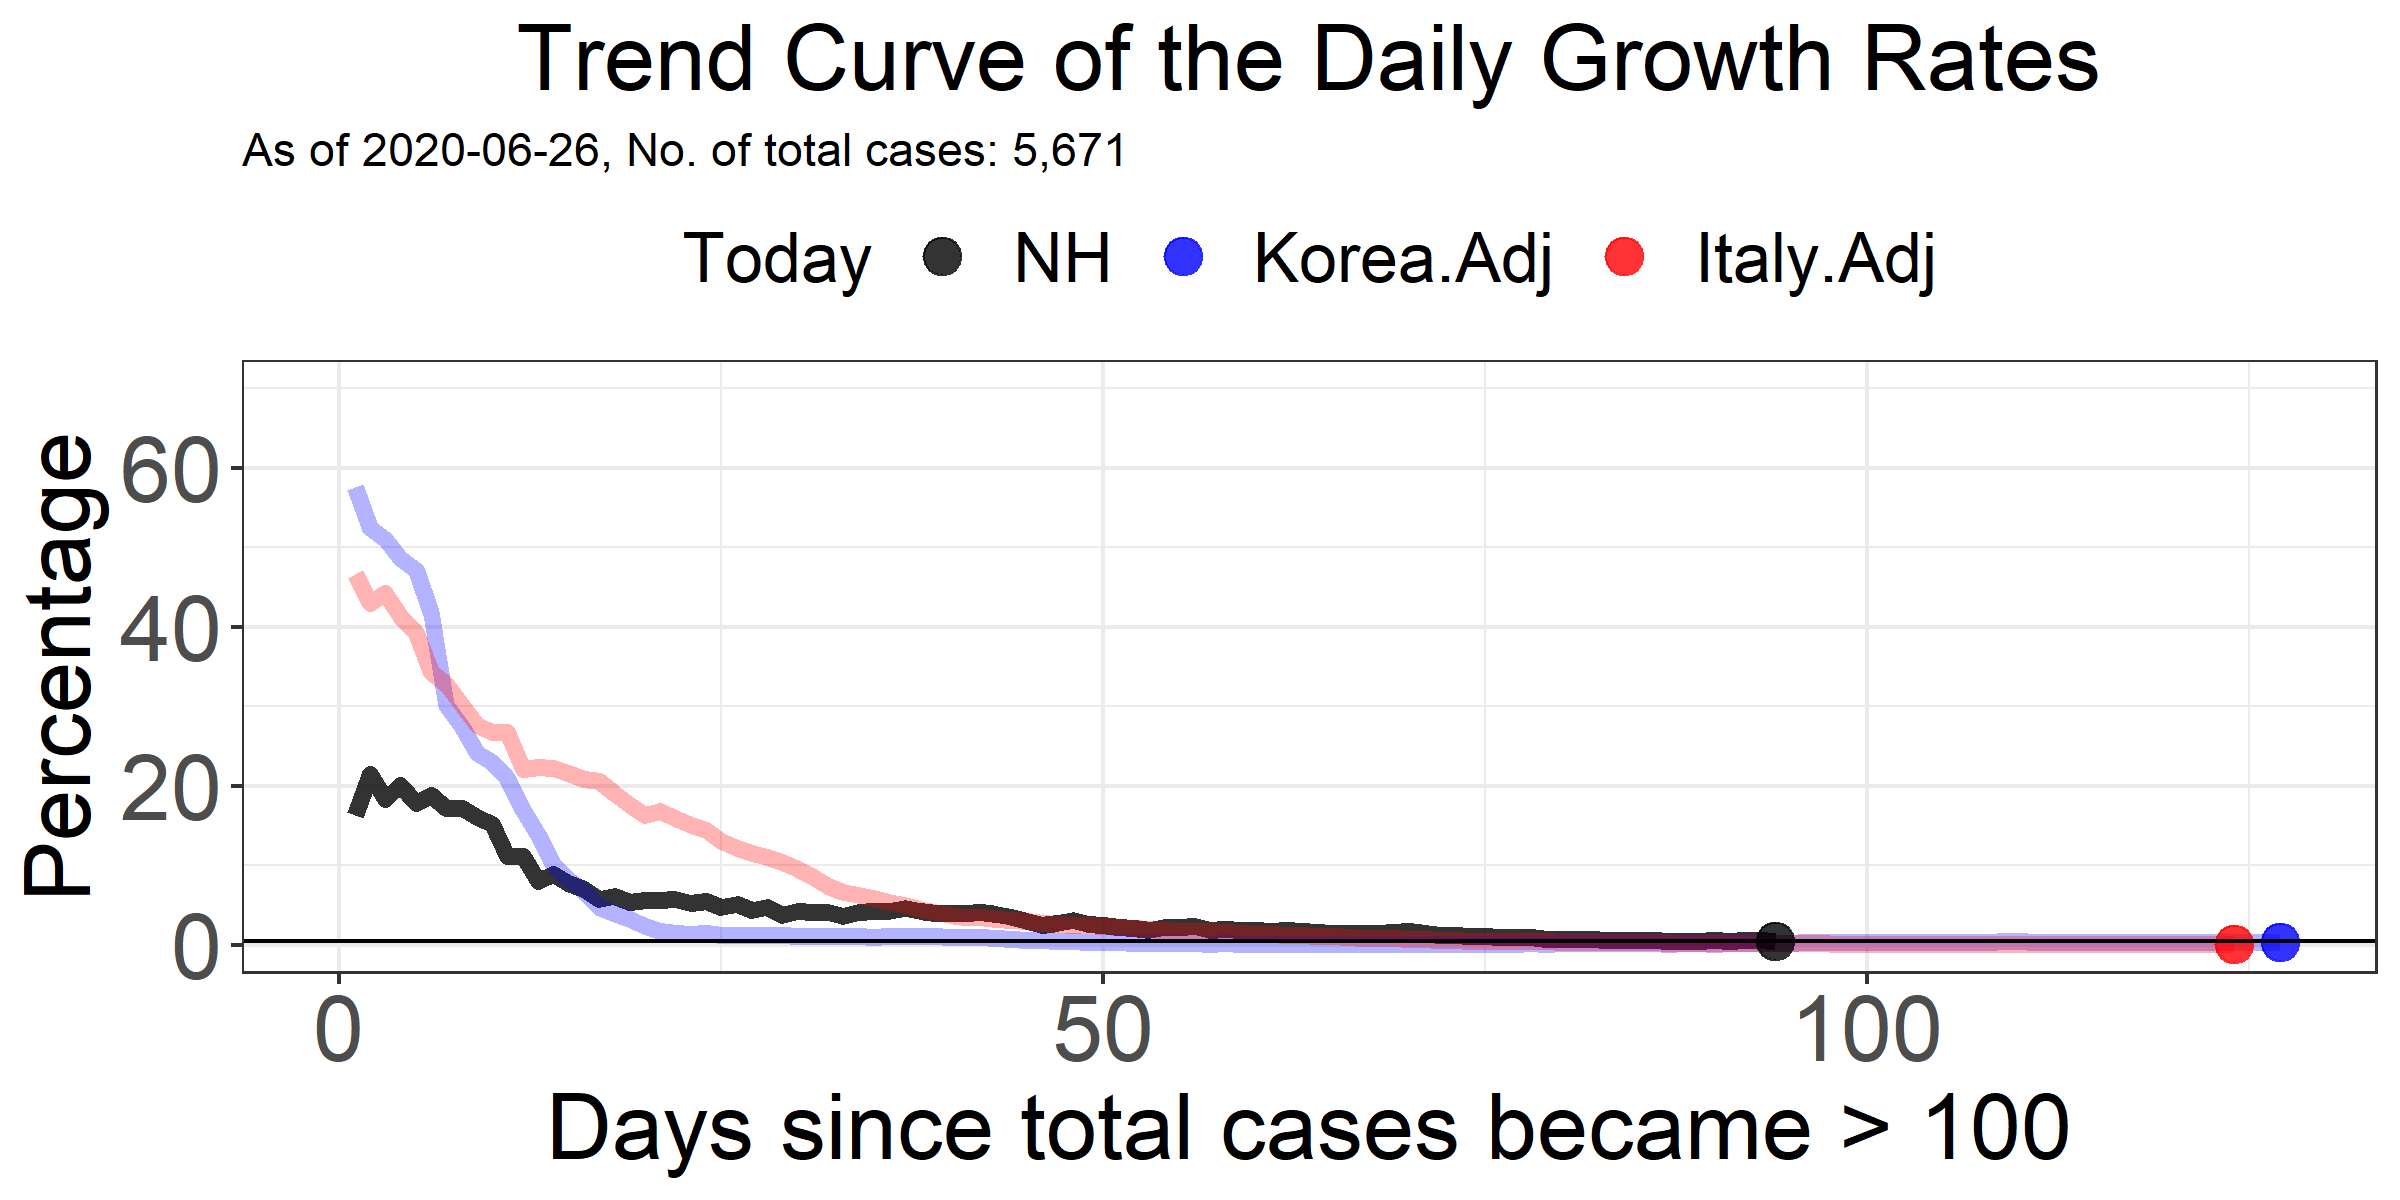 Trend Curve of the Daily Growth Rates
As of 2020-06-26, No. of total cases: 5,671
Today NH Korea.Adj Italy.Adj
Percentage
60
40
20
0
0 50 100
Days since total cases became > 100